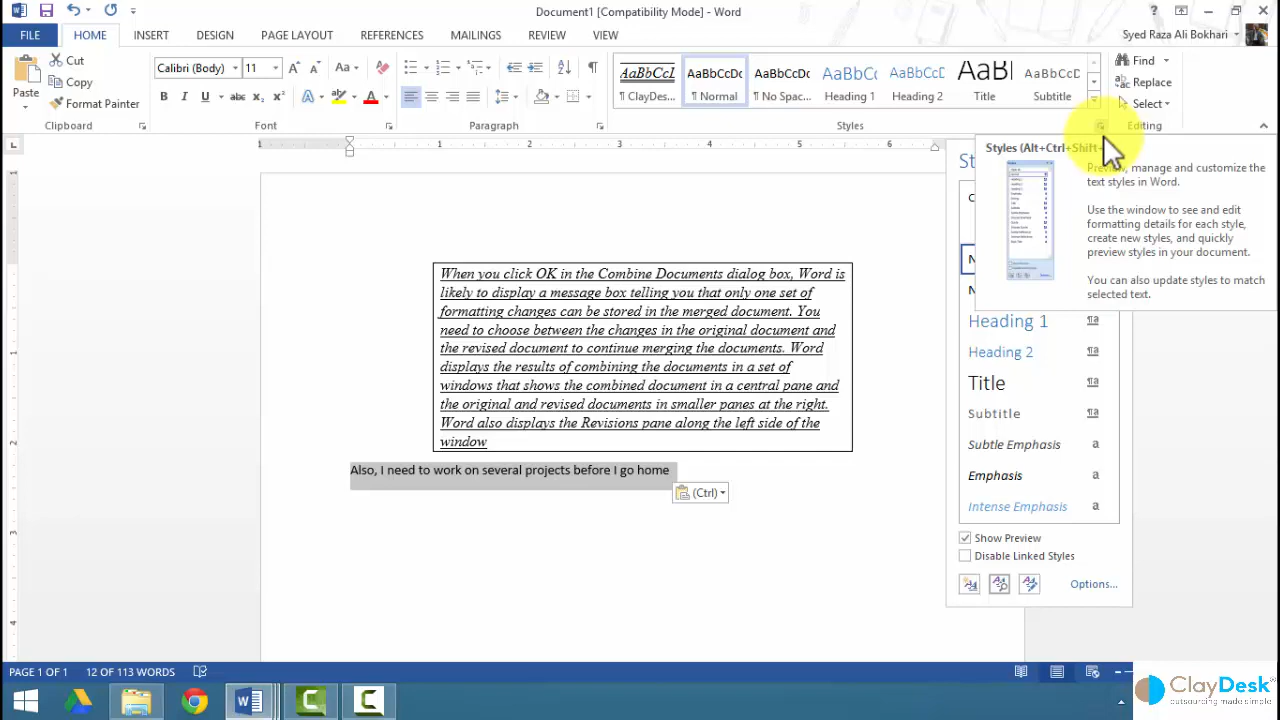 Document1 [Compatibility Mode] - Word
FILE HOME INSERT DESIGN PAGE LAYOUT REFERENCES MAILINGS REVIEW VIEW Syed Raza Ali Bokhari
Cut
Copy
Format Painter
Paste
Clipboard
Calibri (Body) 11
Font
Paragraph
AaBbCcI AaBbCcDc AaBbCcDc AaBbCc AaBbCcD AaBl AaBbCcD
¶ ClayDes... ¶ Normal ¶ No Spac... Heading 1 Heading 2 Title Subtitle
Styles
Find
Replace
Select
Editing
Styles (Alt+Ctrl+Shift+
Preview, manage and customize the
text styles in Word.
Use the window to see and edit
formatting details for each style,
create new styles, and quickly
preview styles in your document.
You can also update styles to match
selected text.
When you click OK in the Combine Documents dialog box, Word is
likely to display a message box telling you that only one set of
formatting changes can be stored in the merged document. You
need to choose between the changes in the original document and
the revised document to continue merging the documents. Word
displays the results of combining the documents in a set of
windows that shows the combined document in a central pane and
the original and revised documents in smaller panes at the right.
Word also displays the Revisions pane along the left side of the
window
Also, I need to work on several projects before I go home
(Ctrl)
Heading 1
Heading 2
Title
Subtitle
Subtle Emphasis
Emphasis
Intense Emphasis
Show Preview
Disable Linked Styles
Options...
PAGE 1 OF 1 12 OF 113 WORDS
ClayDesk
outsourcing made simple